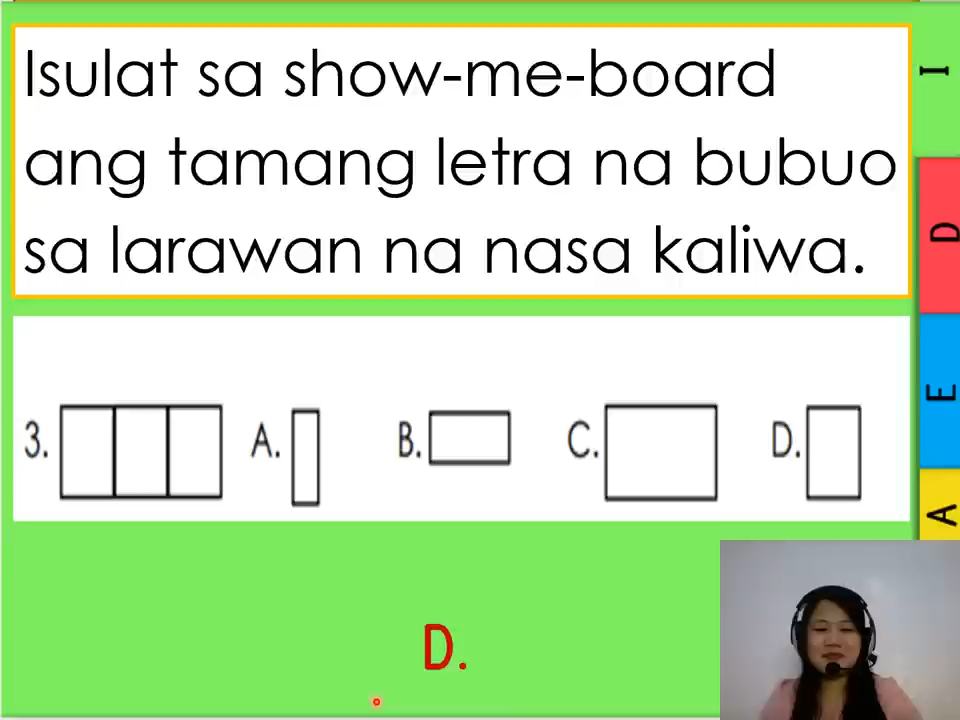 Isulat sa show-me-board
ang tamang letra na bubuo
sa larawan na nasa kaliwa.
3. A. B. C. D.
D.
I
D
E
A